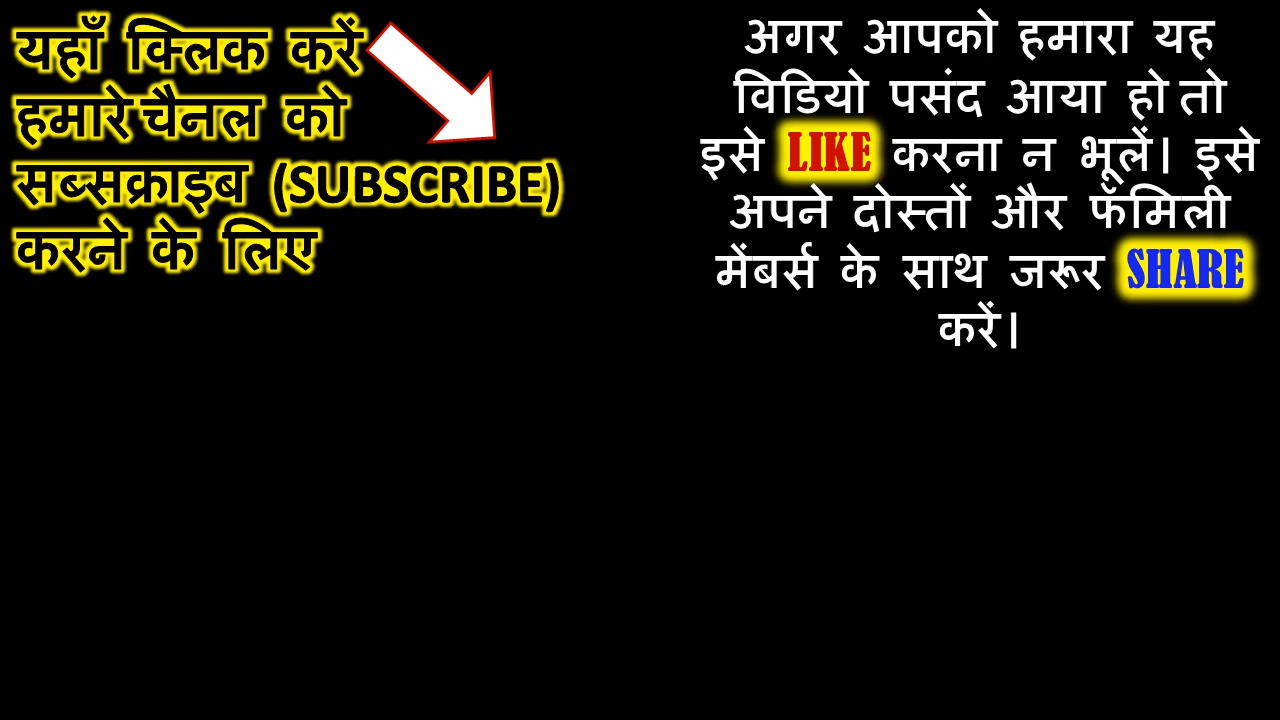 यहाँ क्लिक करें
हमारे चैनल को
सब्सक्राइब (SUBSCRIBE)
करने के लिए
अगर आपको हमारा यह
विडियो पसंद आया हो तो
इसे LIKE करना न भूलें। इसे
अपने दोस्तों और फॅमिली
मेंबर्स के साथ जरूर SHARE
करें।